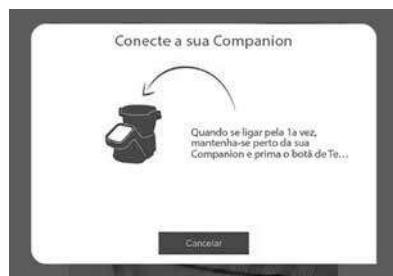 Conecte a sua Companion
Quando se ligar pela 1a vez,
mantenha-se perto da sua
Companion e prima o botã de Te...
Cancelar